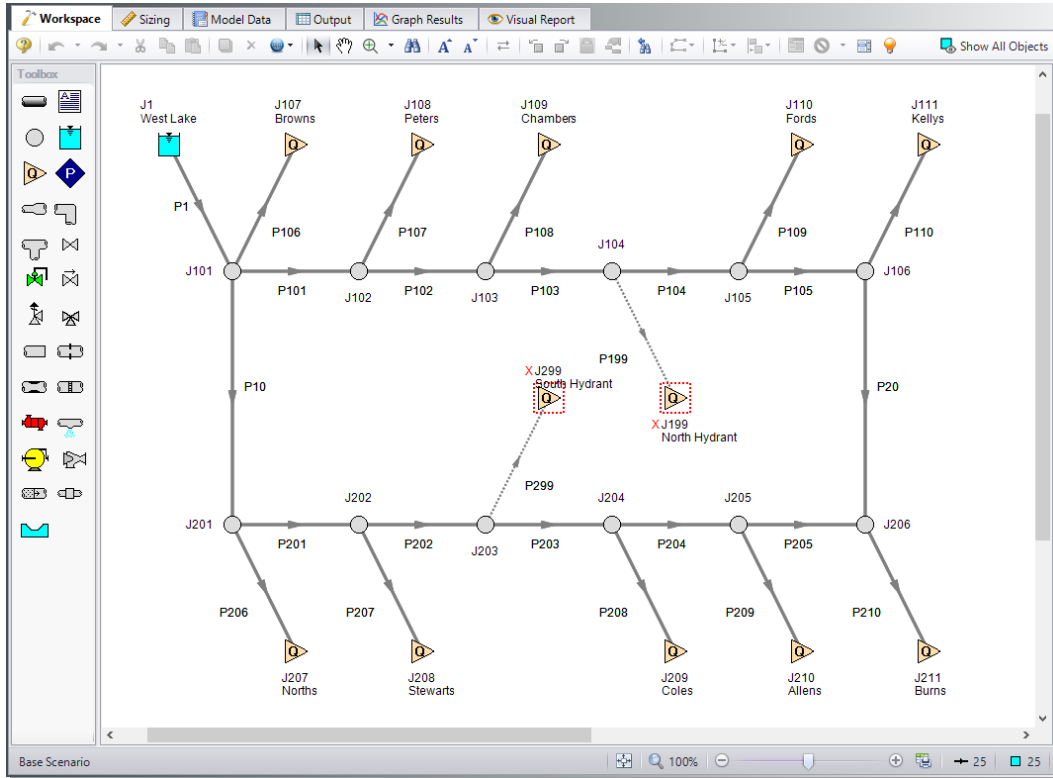 Workspace
Sizing
Model Data
Output
Graph Results
Visual Report
Show All Objects
Toolbox
J1
West Lake
J107
Browns
J108
Peters
J109
Chambers
J110
Fords
J111
Kellys
P1
P106
P107
P108
J104
P109
P110
J101
P101
J102
P102
J103
P103
P104
J105
P105
J106
P199
XJ299
South Hydrant
P10
P20
XJ199
North Hydrant
P299
J202
J204
J205
J201
P201
P202
J203
P203
P204
P205
J206
P206
P207
P208
P209
P210
J207
Norths
J208
Stewarts
J209
Coles
J210
Allens
J211
Burns
Q
Q
Q
Q
Q
Q
Q
Q
Q
Q
Q
Q
Q
P
A
A
A
Base Scenario
100%
25
25